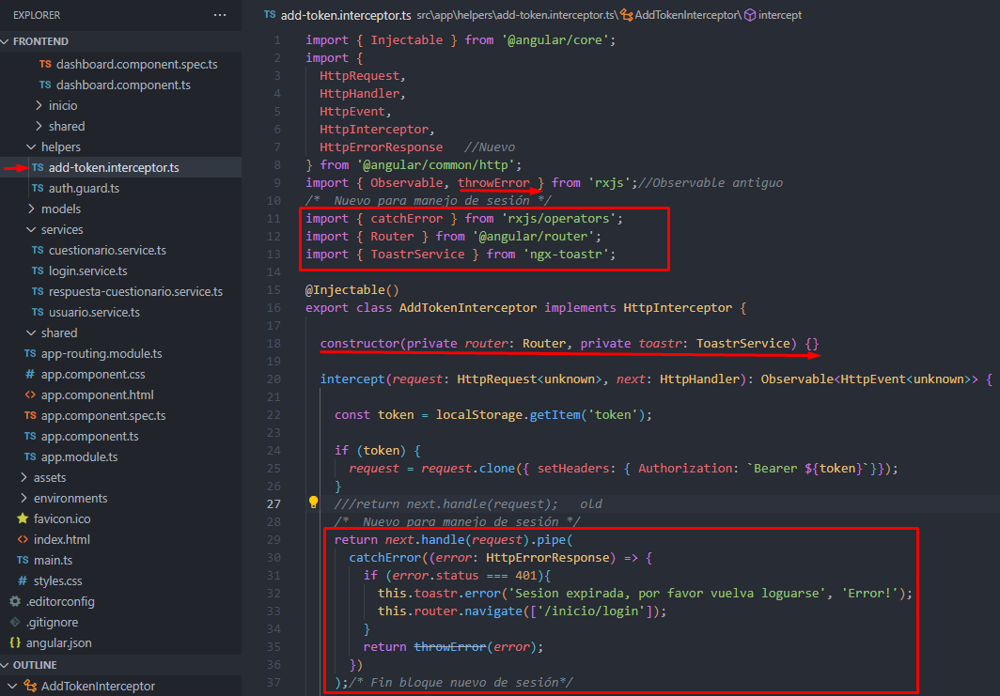 EXPLORER
FRONTEND
TS dashboard.component.spec.ts
TS dashboard.component.ts
inicio
shared
helpers
TS add-token.interceptor.ts
TS auth.guard.ts
models
services
TS cuestionario.service.ts
TS login.service.ts
TS respuesta-cuestionario.service.ts
TS usuario.service.ts
shared
TS app-routing.module.ts
# app.component.css
<> app.component.html
TS app.component.spec.ts
TS app.component.ts
TS app.module.ts
assets
environments
favicon.ico
<> index.html
TS main.ts
# styles.css
.editorconfig
.gitignore
{} angular.json
OUTLINE
AddTokenInterceptor
TS add-token.interceptor.ts src\app\helpers\add-token.interceptor.ts\AddTokenInterceptor\intercept
1 import { Injectable } from '@angular/core';
2 import {
3 HttpRequest,
4 HttpHandler,
5 HttpEvent,
6 HttpInterceptor,
7 HttpErrorResponse //Nuevo
8 } from '@angular/common/http';
9 import { Observable, throwError } from 'rxjs';//Observable antiguo
10 /* Nuevo para manejo de sesión */
11 import { catchError } from 'rxjs/operators';
12 import { Router } from '@angular/router';
13 import { ToastrService } from 'ngx-toastr';
14
15 @Injectable()
16 export class AddTokenInterceptor implements HttpInterceptor {
17
18 constructor(private router: Router, private toastr: ToastrService) {}
19
20 intercept(request: HttpRequest<unknown>, next: HttpHandler): Observable<HttpEvent<unknown>> {
21
22 const token = localStorage.getItem('token');
23
24 if (token) {
25 request = request.clone({ setHeaders: { Authorization: `Bearer ${token}`}});
26 }
27 ///return next.handle(request); old
28 /* Nuevo para manejo de sesión */
29 return next.handle(request).pipe(
30 catchError((error: HttpErrorResponse) => {
31 if (error.status === 401){
32 this.toastr.error('Sesion expirada, por favor vuelva loguarse', 'Error!');
33 this.router.navigate(['/inicio/login']);
34 }
35 return throwError(error);
36 })
37 );/* Fin bloque nuevo de sesión*/